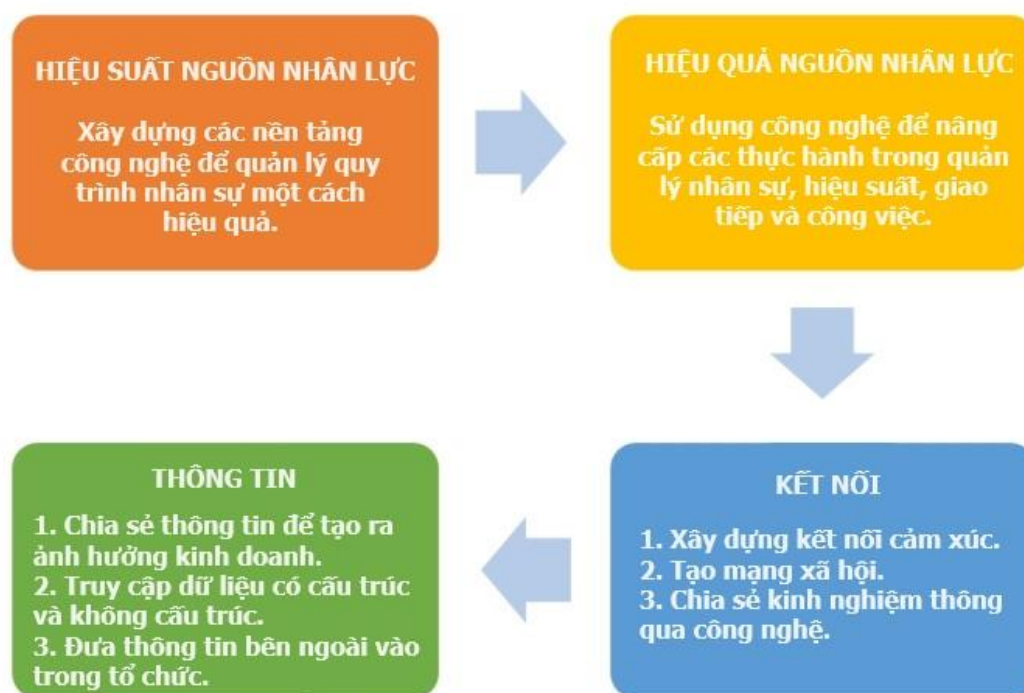 HIỆU SUẤT NGUỒN NHÂN LỰC
Xây dựng các nền tảng
công nghệ để quản lý quy
trình nhân sự một cách
hiệu quả.
HIỆU QUẢ NGUỒN NHÂN LỰC
Sử dụng công nghệ để nâng
cấp các thực hành trong quản
lý nhân sự, hiệu suất, giao
tiếp và công việc.
KẾT NỐI
1. Xây dựng kết nối cảm xúc.
2. Tạo mạng xã hội.
3. Chia sẻ kinh nghiệm thông
qua công nghệ.
THÔNG TIN
1. Chia sẻ thông tin để tạo ra
ảnh hưởng kinh doanh.
2. Truy cập dữ liệu có cấu trúc
và không cấu trúc.
3. Đưa thông tin bên ngoài vào
trong tổ chức.